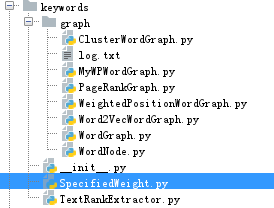 keywords
graph
ClusterWordGraph.py
log.txt
MyWPWordGraph.py
PageRankGraph.py
WeightedPositionWordGraph.py
Word2VecWordGraph.py
WordGraph.py
WordNode.py
__init__.py
SpecifiedWeight.py
TextRankExtractor.py